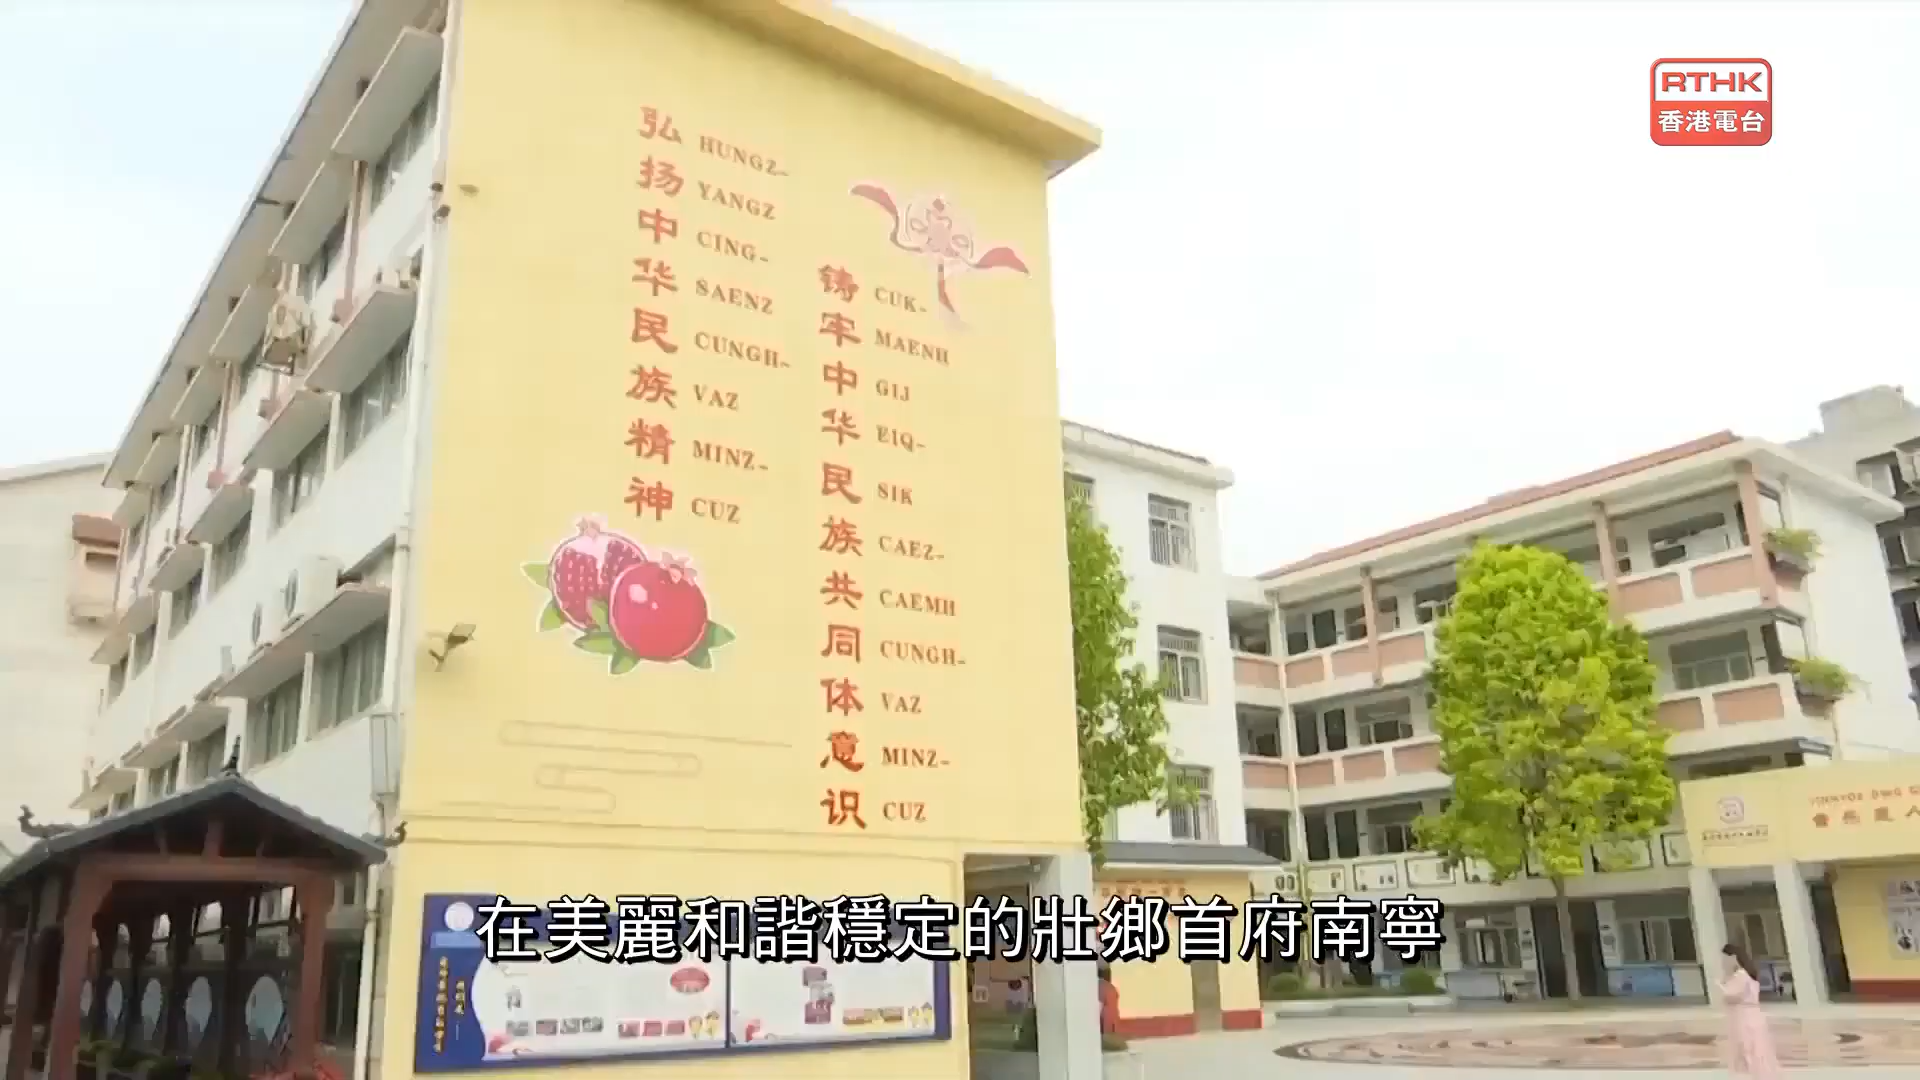 RTHK
香港電台
弘扬中华民族精神
HUNGZ-
YANGZ
CING-
SAENZ
CUNGH-
VAZ
MINZ-
CUZ
铸牢中华民族共同体意识
CUK-
MAENH
GIJ
EIQ-
SIK
CAEZ-
CAEMH
CUNGH-
VAZ
MINZ-
CUZ
在美麗和諧穩定的壯鄉首府南寧